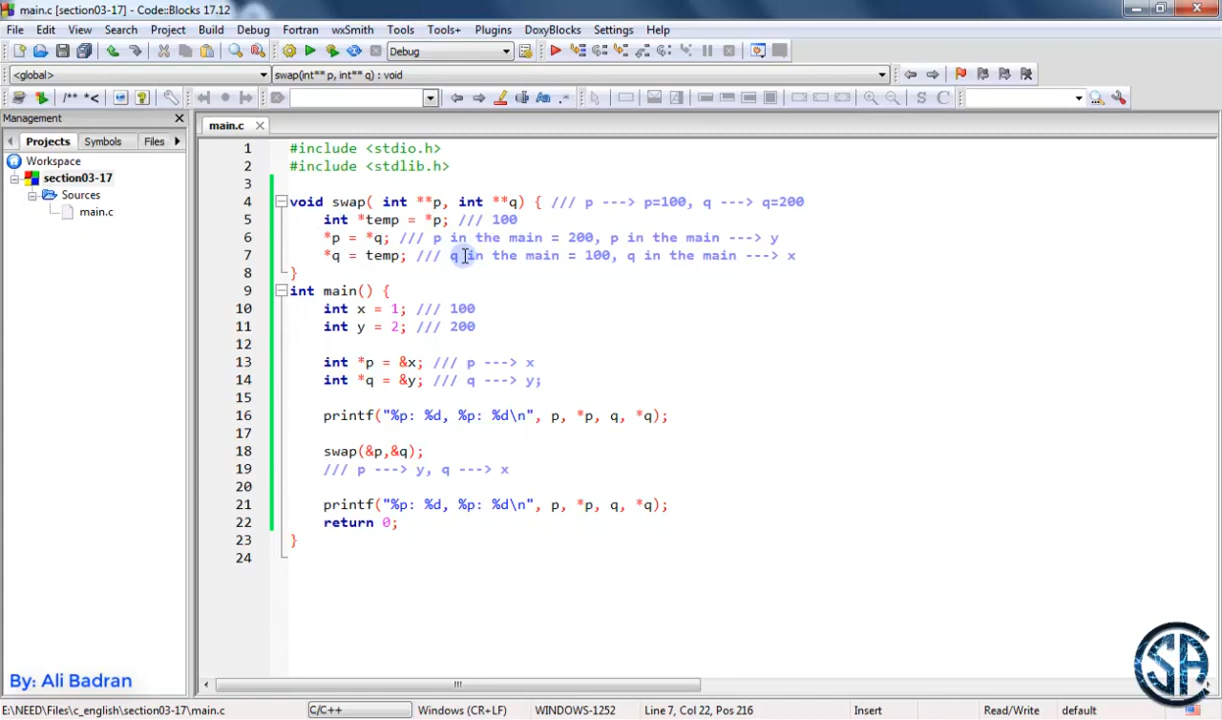 main.c [section03-17] - Code::Blocks 17.12
File Edit View Search Project Build Debug Fortran wxSmith Tools Tools+ Plugins DoxyBlocks Settings Help
Debug
<global> swap(int** p, int** q) : void
/** *< S C
Management
Projects Symbols Files
Workspace
section03-17
Sources
main.c
main.c
1 #include <stdio.h>
2 #include <stdlib.h>
3
4 void swap( int **p, int **q) { /// p ---> p=100, q ---> q=200
5 int *temp = *p; /// 100
6 *p = *q; /// p in the main = 200, p in the main ---> y
7 *q = temp; /// q in the main = 100, q in the main ---> x
8 }
9 int main() {
10 int x = 1; /// 100
11 int y = 2; /// 200
12
13 int *p = &x; /// p ---> x
14 int *q = &y; /// q ---> y;
15
16 printf("%p: %d, %p: %d\n", p, *p, q, *q);
17
18 swap(&p,&q);
19 /// p ---> y, q ---> x
20
21 printf("%p: %d, %p: %d\n", p, *p, q, *q);
22 return 0;
23 }
24
By: Ali Badran
E:\NEED\Files\c_english\section03-17\main.c C/C++ Windows (CR+LF) WINDOWS-1252 Line 7, Col 22, Pos 216 Insert Read/Write default